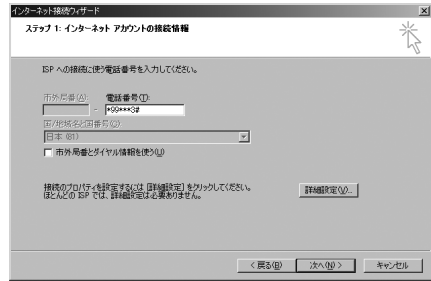 インターネット接続ウィザード
ステップ 1: インターネット アカウントの接続情報
ISP への接続に使う電話番号を入力してください。
市外局番(A): 電話番号(T):
- *99***3#
国/地域名と国番号(C)
日本 (81)
市外局番とダイヤル情報を使う(U)
接続のプロパティを設定するには [詳細設定] をクリックしてください。
ほとんどの ISP では、詳細設定は必要ありません。
詳細設定(V)...
< 戻る(B) 次へ(N) > キャンセル